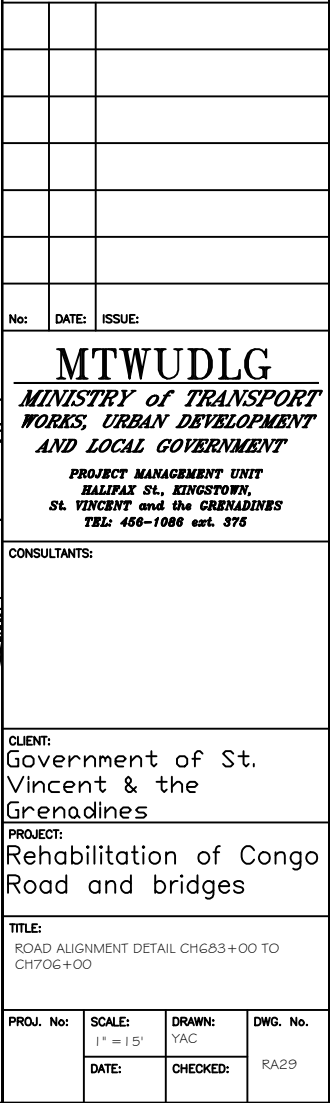 No: DATE: ISSUE:
MTWUDLG
MINISTRY of TRANSPORT
WORKS, URBAN DEVELOPMENT
AND LOCAL GOVERNMENT
PROJECT MANAGEMENT UNIT
HALIFAX St., KINGSTOWN,
St. VINCENT and the GRENADINES
TEL: 456-1086 ext. 375
CONSULTANTS:
CLIENT:
Government of St.
Vincent & the
Grenadines
PROJECT:
Rehabilitation of Congo
Road and bridges
TITLE:
ROAD ALIGNMENT DETAIL CH683+00 TO
CH706+00
PROJ. No: SCALE: DRAWN: DWG. No.
1" =15' YAC
DATE: CHECKED: RA29